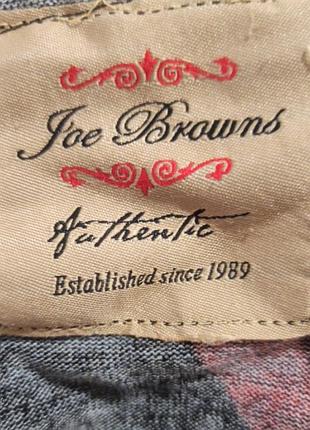 Joe Browns
Authentic
Established since 1989